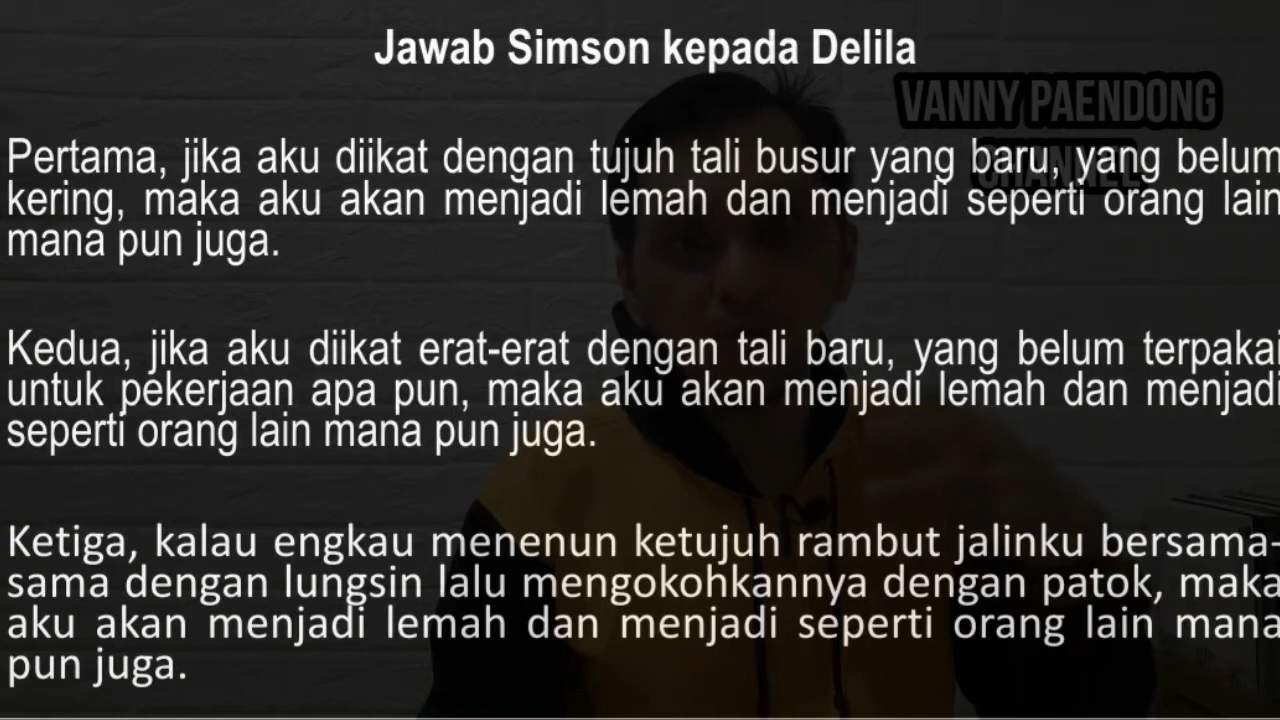 Jawab Simson kepada Delila
VANNY PAENDONG
CHANNEL
Pertama, jika aku diikat dengan tujuh tali busur yang baru, yang belum
kering, maka aku akan menjadi lemah dan menjadi seperti orang lain
mana pun juga.
Kedua, jika aku diikat erat-erat dengan tali baru, yang belum terpakai
untuk pekerjaan apa pun, maka aku akan menjadi lemah dan menjadi
seperti orang lain mana pun juga.
Ketiga, kalau engkau menenun ketujuh rambut jalinku bersama-
sama dengan lungsin lalu mengokohkannya dengan patok, maka
aku akan menjadi lemah dan menjadi seperti orang lain mana
pun juga.